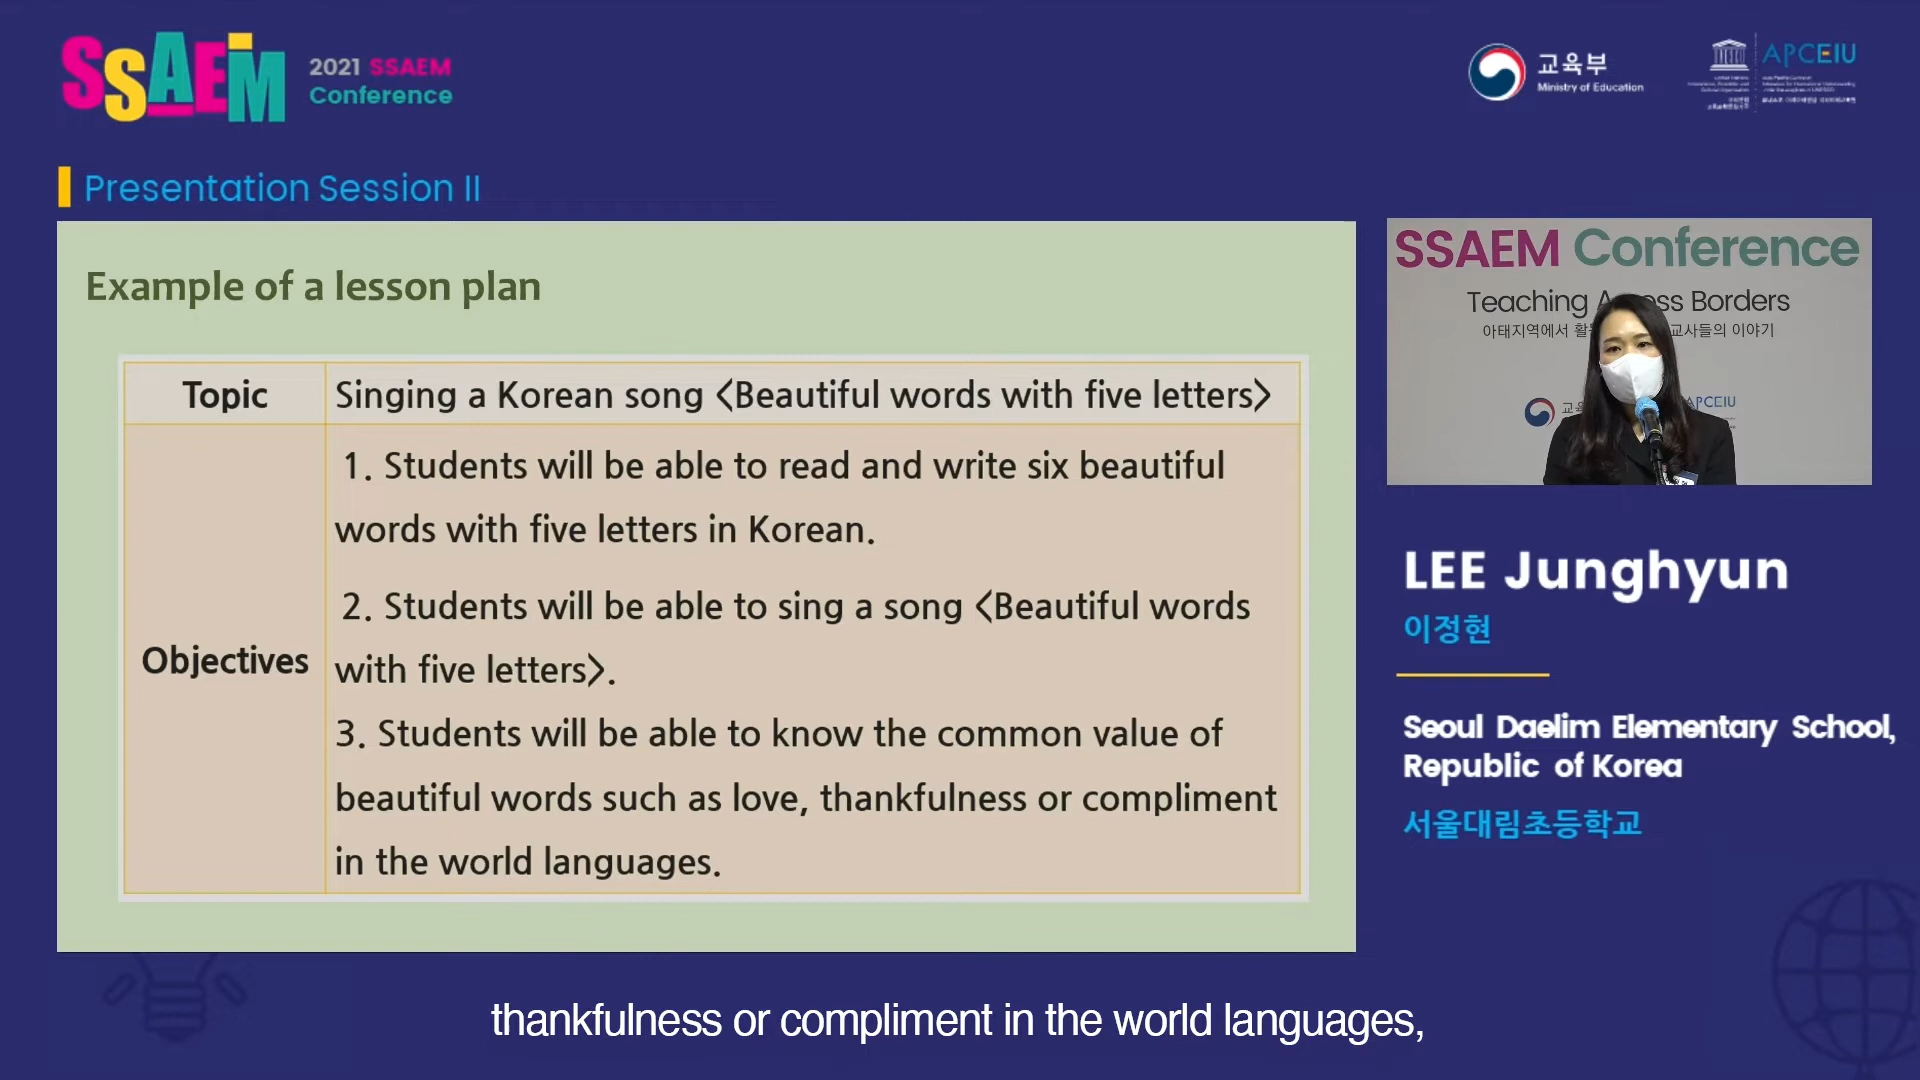 SSAEM
2021 SSAEM
Conference
교육부
Ministry of Education
APCEIU
Presentation Session II
Example of a lesson plan
Topic
Singing a Korean song <Beautiful words with five letters>
Objectives
1. Students will be able to read and write six beautiful
words with five letters in Korean.
2. Students will be able to sing a song <Beautiful words
with five letters>.
3. Students will be able to know the common value of
beautiful words such as love, thankfulness or compliment
in the world languages.
SSAEM Conference
Teaching Borders
아태지역에서 교사들의 이야기
APCEIU
LEE Junghyun
이정현
Seoul Daelim Elementary School,
Republic of Korea
서울대림초등학교
thankfulness or compliment in the world languages,